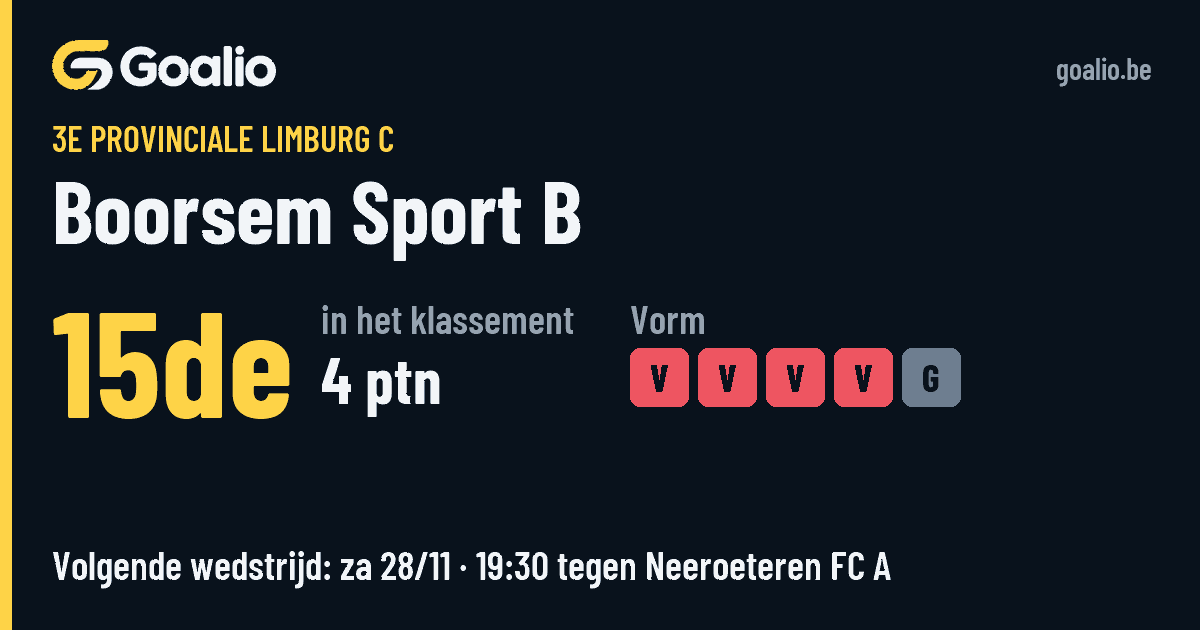 Goalio
goalio.be
3E PROVINCIALE LIMBURG C
Boorsem Sport B
15de
in het klassement
4 ptn
Vorm
V V V V G
Volgende wedstrijd: za 28/11 · 19:30 tegen Neeroeteren FC A